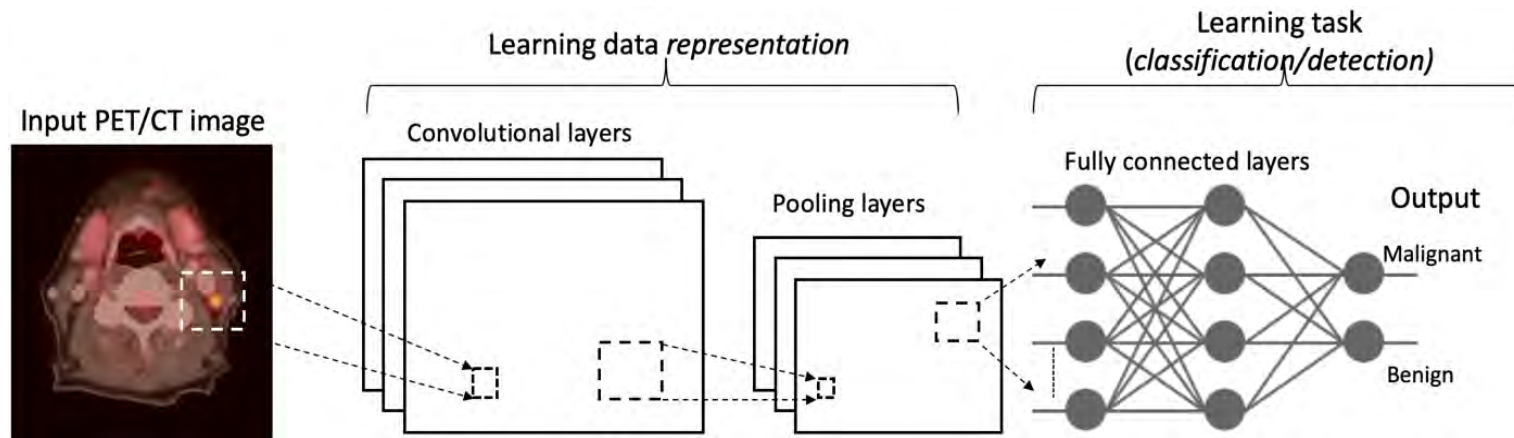 Learning data representation
Learning task
(classification/detection)
Input PET/CT image
Convolutional layers
Pooling layers
Fully connected layers
Output
Malignant
Benign